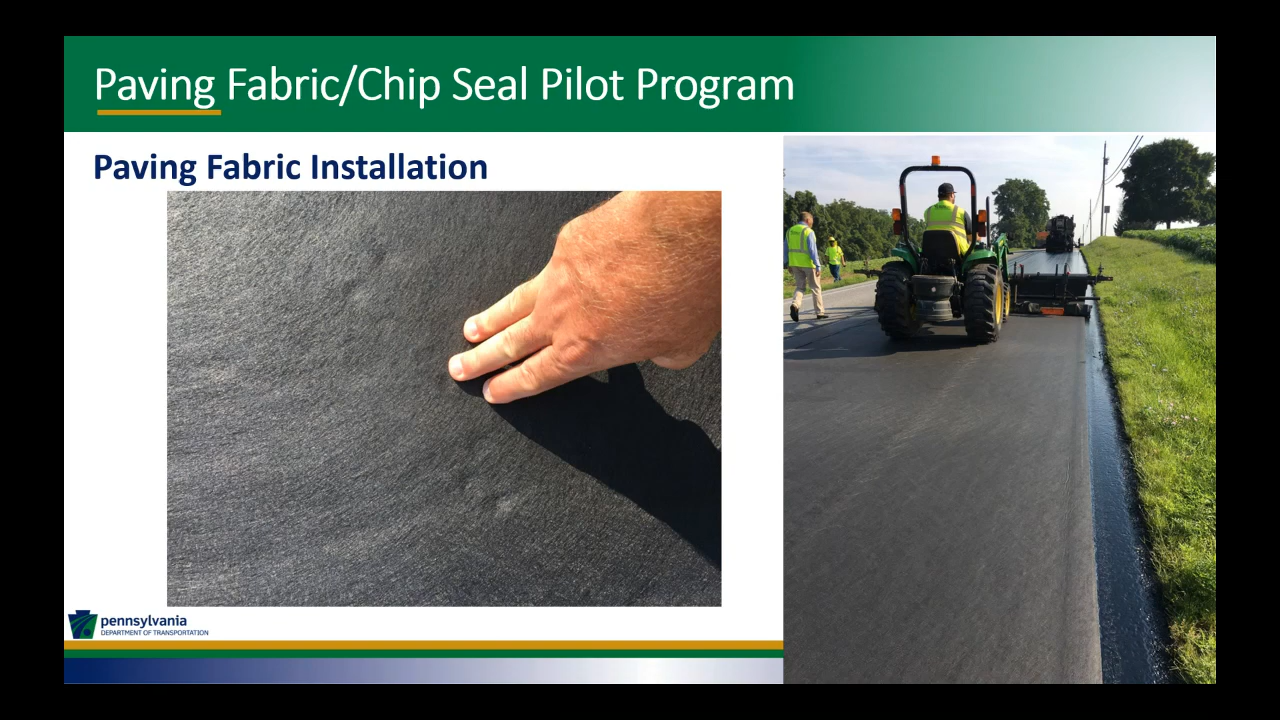 Paving Fabric/Chip Seal Pilot Program
Paving Fabric Installation
pennsylvania
DEPARTMENT OF TRANSPORTATION